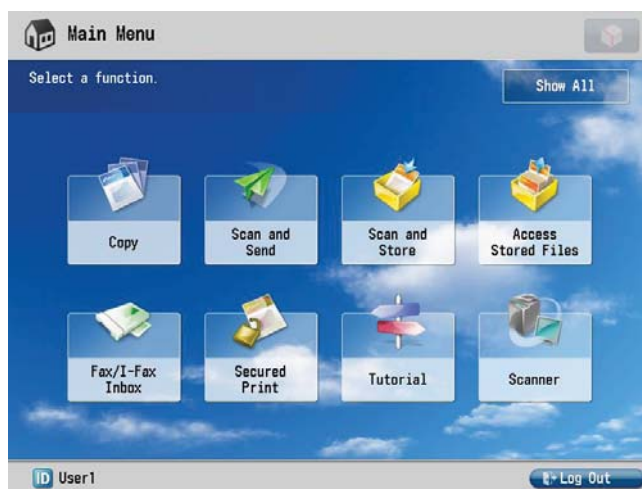 Main Menu
Select a function.
Show All
Copy
Scan and
Send
Scan and
Store
Access
Stored Files
Fax/I-Fax
Inbox
Secured
Print
Tutorial
Scanner
ID User1
Log Out